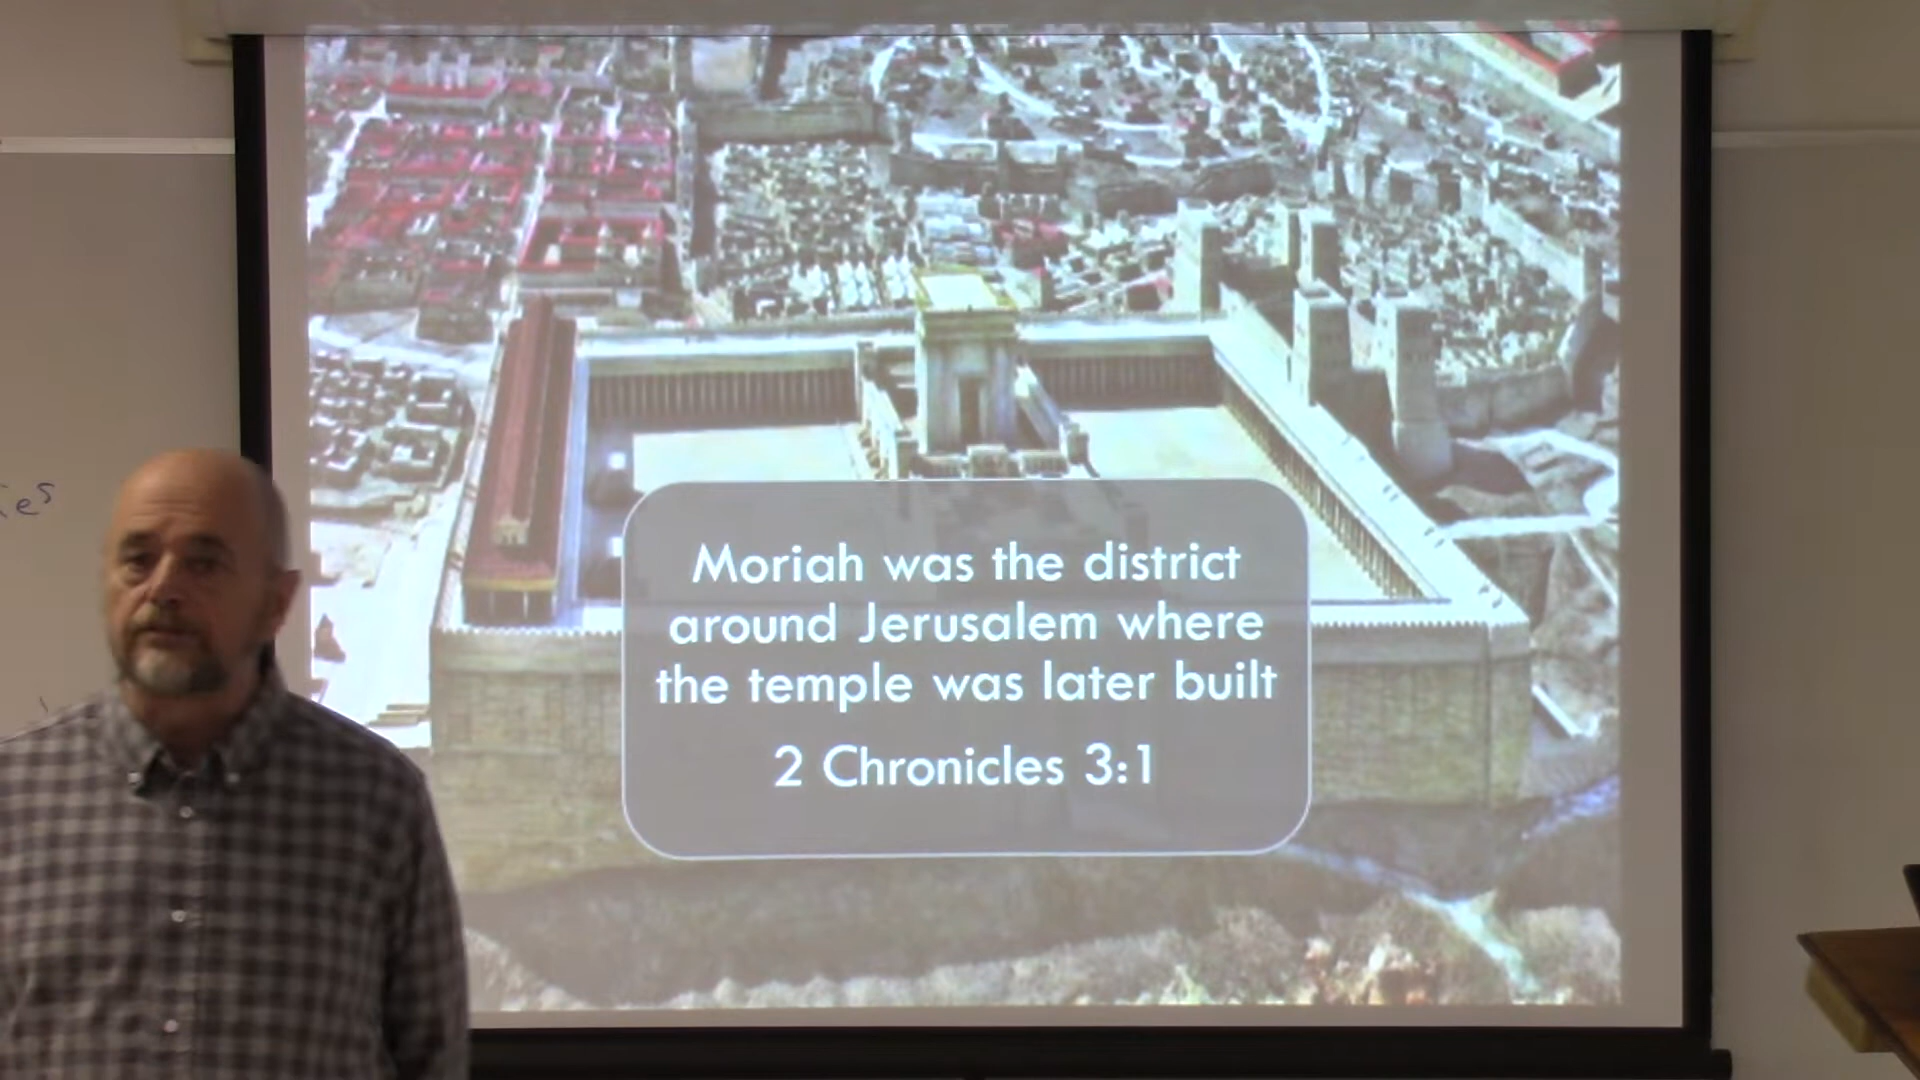 Moriah was the district
around Jerusalem where
the temple was later built
2 Chronicles 3:1